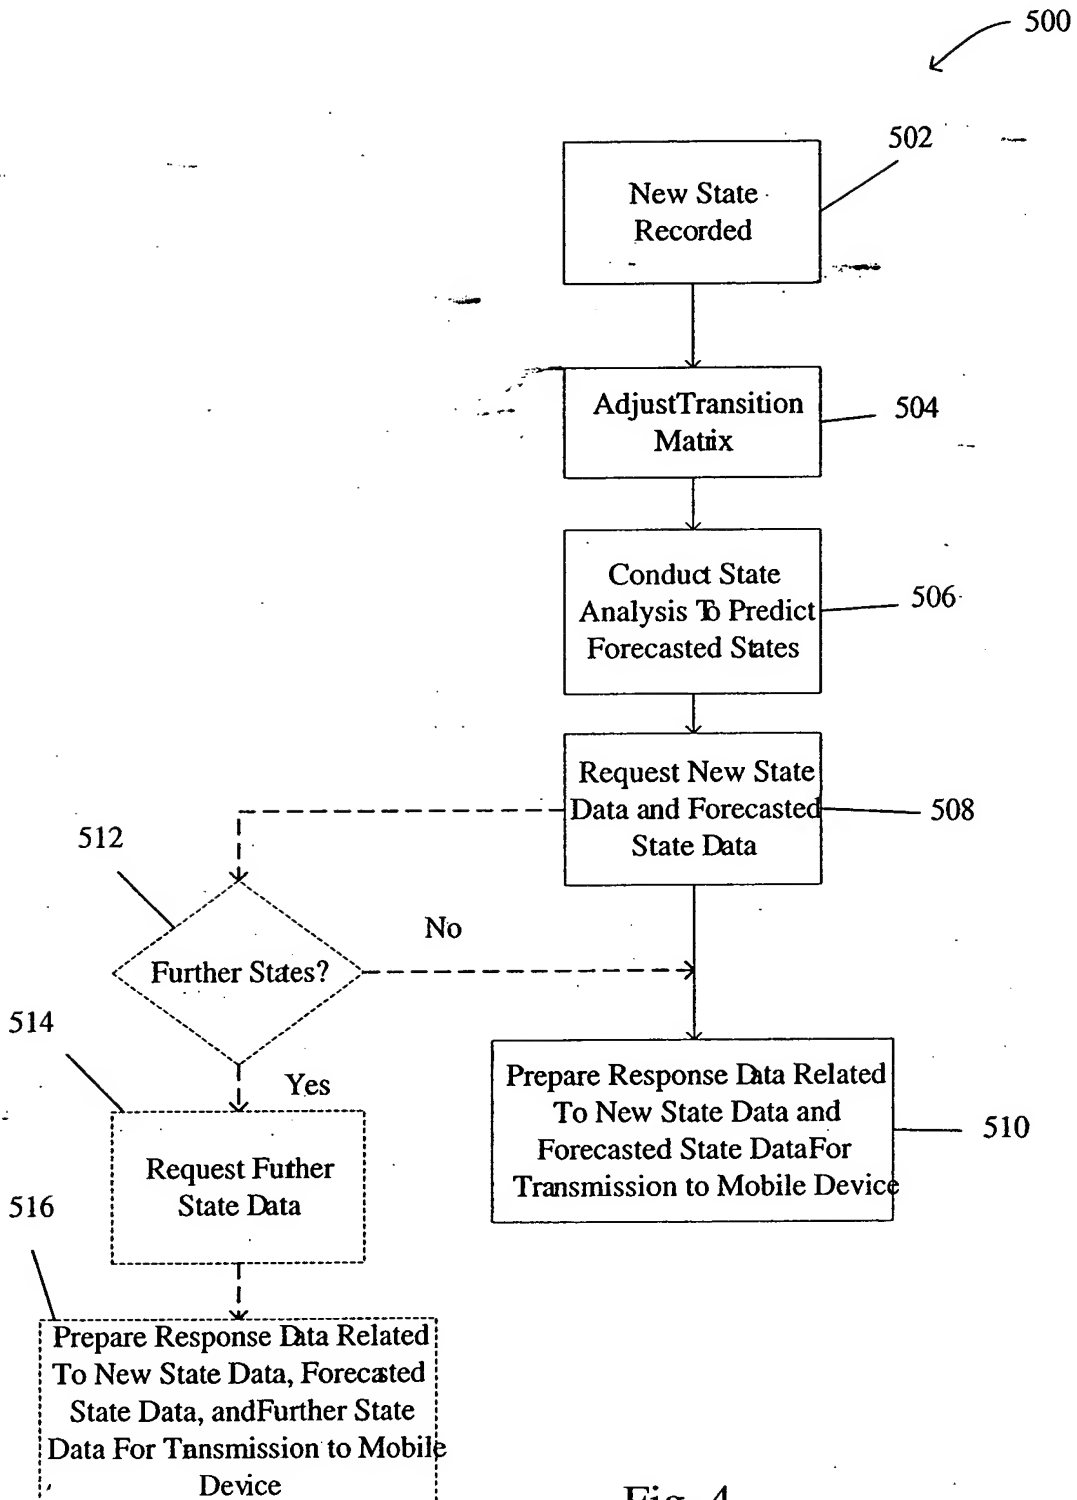 500
502
New State
Recorded
AdjustTransition
Matrix
504
Conduct State
Analysis To Predict
Forecasted States
506
Request New State
Data and Forecasted
State Data
508
512
No
Further States?
514
Yes
Prepare Response Data Related
To New State Data and
Forecasted State DataFor
Transmission to Mobile Device
510
Request Further
State Data
516
Prepare Response Data Related
To New State Data, Forecasted
State Data, andFurther State
Data For Transmission to Mobile
Device
Fig. 4